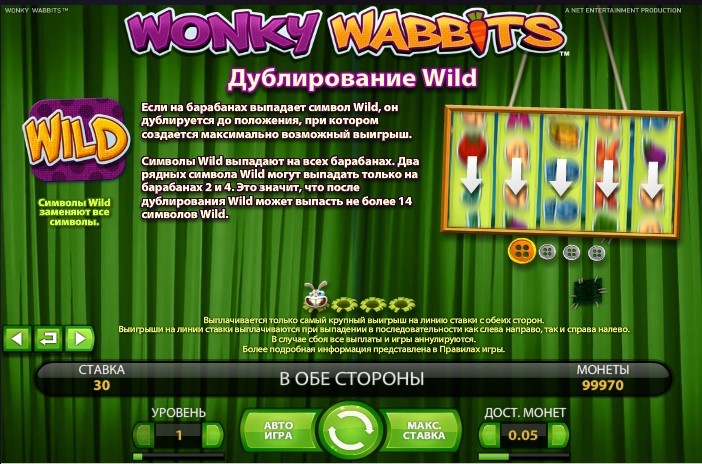 WONKY WABBITS™
A NET ENTERTAINMENT PRODUCTION
WONKY WABBITS™
Дублирование Wild
WILD
Символы Wild
заменяют все
символы.
Если на барабанах выпадает символ Wild, он
дублируется до положения, при котором
создается максимально возможный выигрыш.
Символы Wild выпадают на всех барабанах. Два
рядных символа Wild могут выпадать только на
барабанах 2 и 4. Это значит, что после
дублирования Wild может выпасть не более 14
символов Wild.
Выплачивается только самый крупный выигрыш на линию ставки с обеих сторон.
Выигрыши на линии ставки выплачиваются при выпадении в последовательности как слева направо, так и справа налево.
В случае сбоя все выплаты и игры аннулируются.
Более подробная информация представлена в Правилах игры.
СТАВКА
30
В ОБЕ СТОРОНЫ
МОНЕТЫ
99970
УРОВЕНЬ
1
АВТО
ИГРА
МАКС.
СТАВКА
ДОСТ. МОНЕТ
0.05